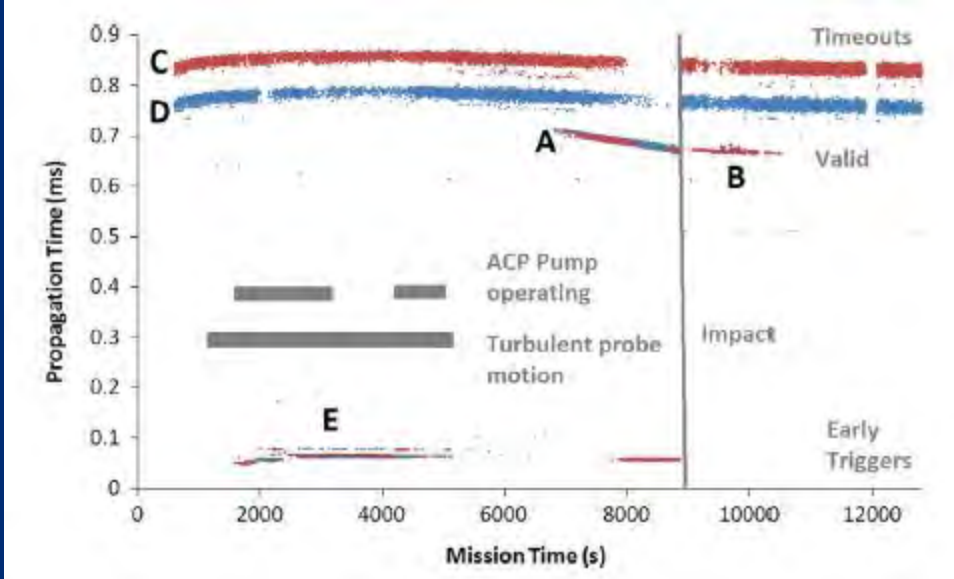 0.9
Timeouts
C
0.8
D
0.7
A
Valid
B
0.6
0.5
ACP Pump
operating
0.4
Impact
0.3
Turbulent probe
motion
0.2
E
0.1
Early
Triggers
0
0 2000 4000 6000 8000 10000 12000
Mission Time (s)
Propagation Time (ms)